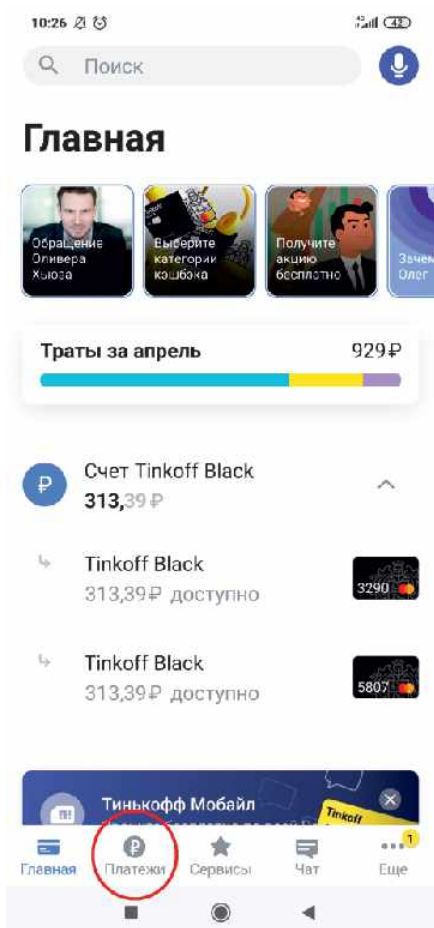 10:26
42
Поиск
Главная
Обращение
Оливера
Хьюза
Выберите
категории
кэшбэка
Получите
акцию
бесплатно
Зачем
Олег
Траты за апрель 929 ₽
Счет Tinkoff Black
313,39 ₽
Tinkoff Black
313,39 ₽ доступно
3290
Tinkoff Black
313,39 ₽ доступно
5807
Тинькофф Мобайл
Tinkoff
1
Главная Платежи Сервисы Чат Еще